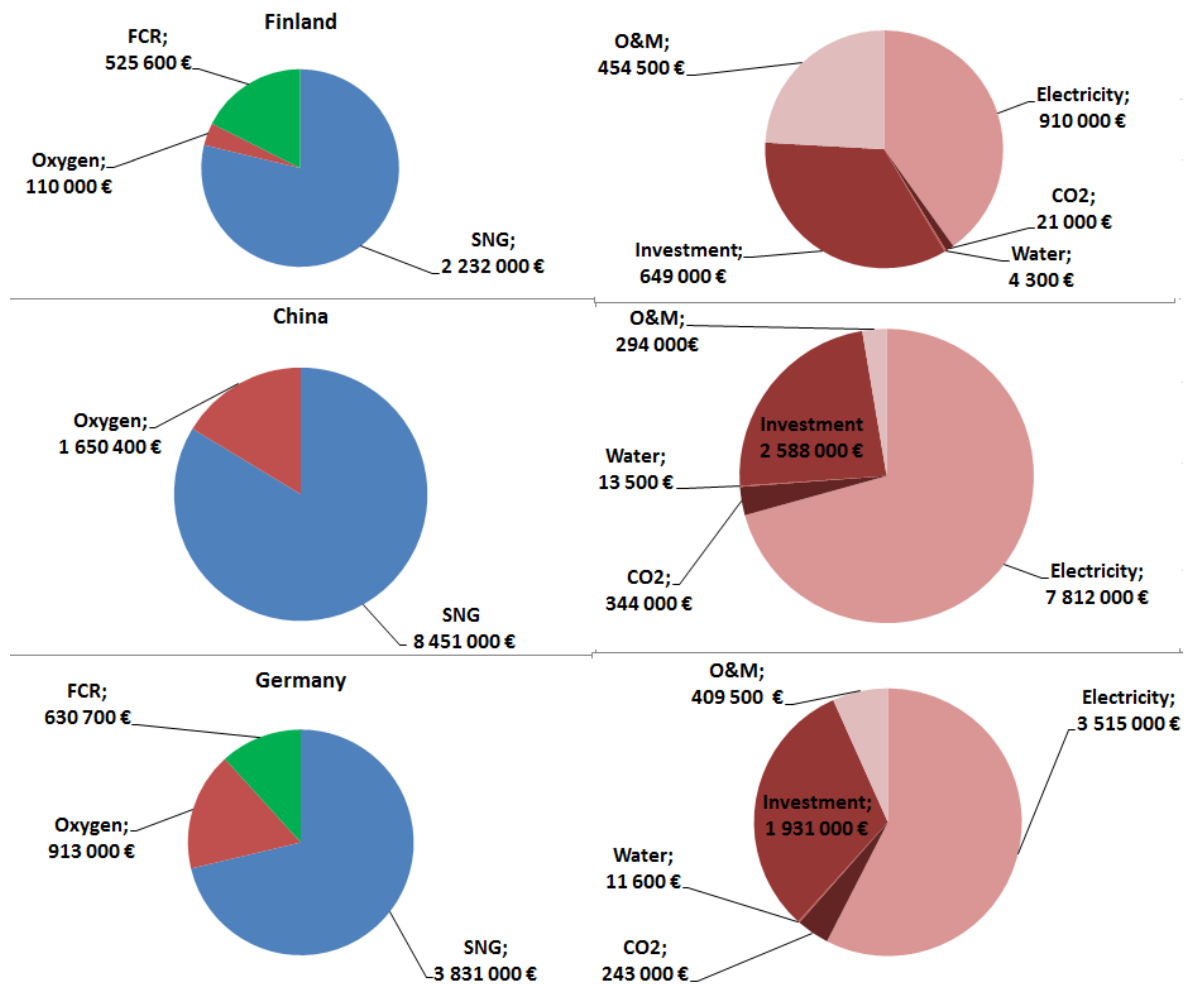 Finland
FCR;
525 600 €
Oxygen;
110 000 €
SNG;
2 232 000 €
O&M;
454 500 €
Electricity;
910 000 €
CO2;
21 000 €
Water;
4 300 €
Investment;
649 000 €
China
Oxygen;
1 650 400 €
SNG
8 451 000 €
O&M;
294 000€
Investment
2 588 000 €
Water;
13 500 €
CO2;
344 000 €
Electricity;
7 812 000 €
Germany
FCR;
630 700 €
Oxygen;
913 000 €
SNG;
3 831 000 €
O&M;
409 500 €
Electricity;
3 515 000 €
Investment;
1 931 000 €
Water;
11 600 €
CO2;
243 000 €